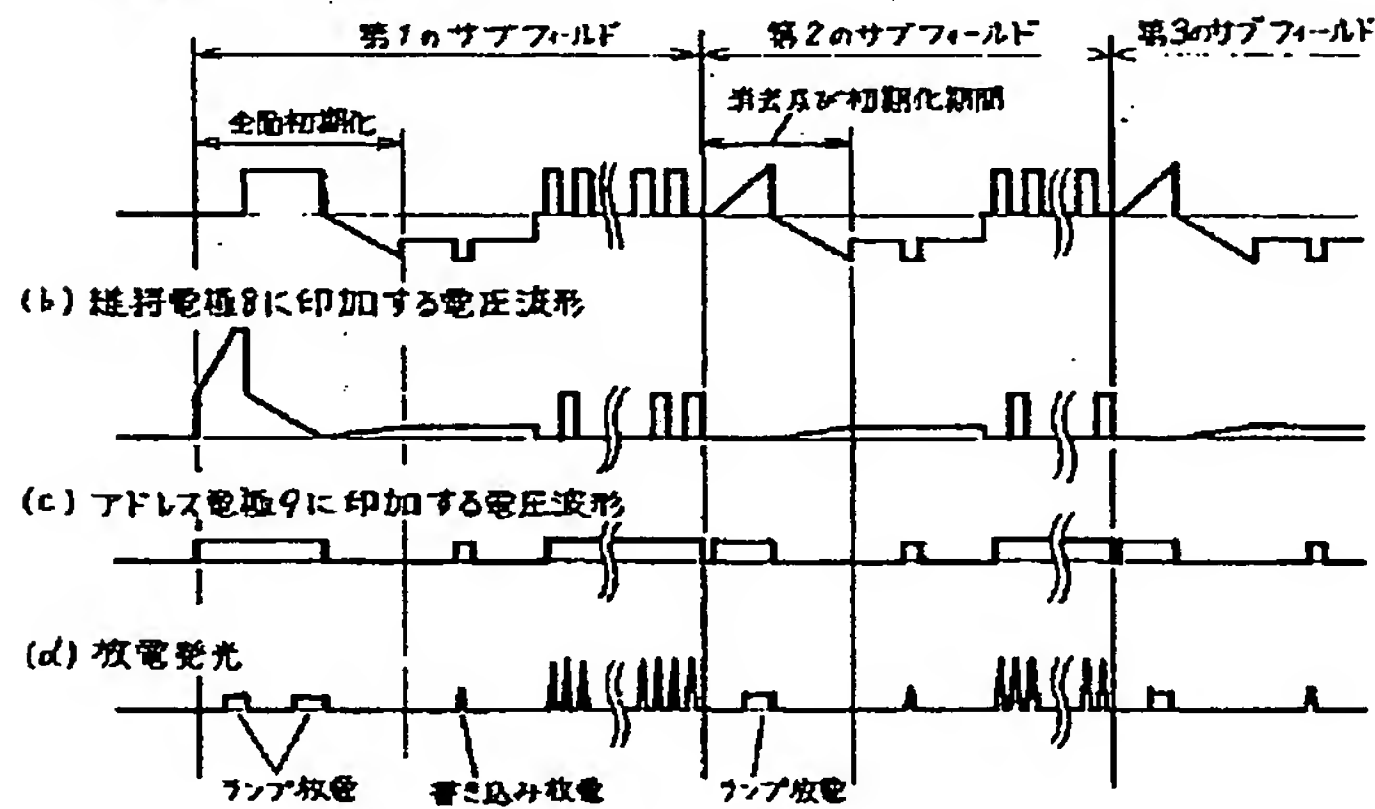 第1のサブフィールド
第2のサブフィールド
第3のサブフィールド
全面初期化
消去及び初期化期間
(b) 維持電極8に印加する電圧波形
(c) アドレス電極9に印加する電圧波形
(d) 放電発光
ランプ放電
書き込み放電
ランプ放電